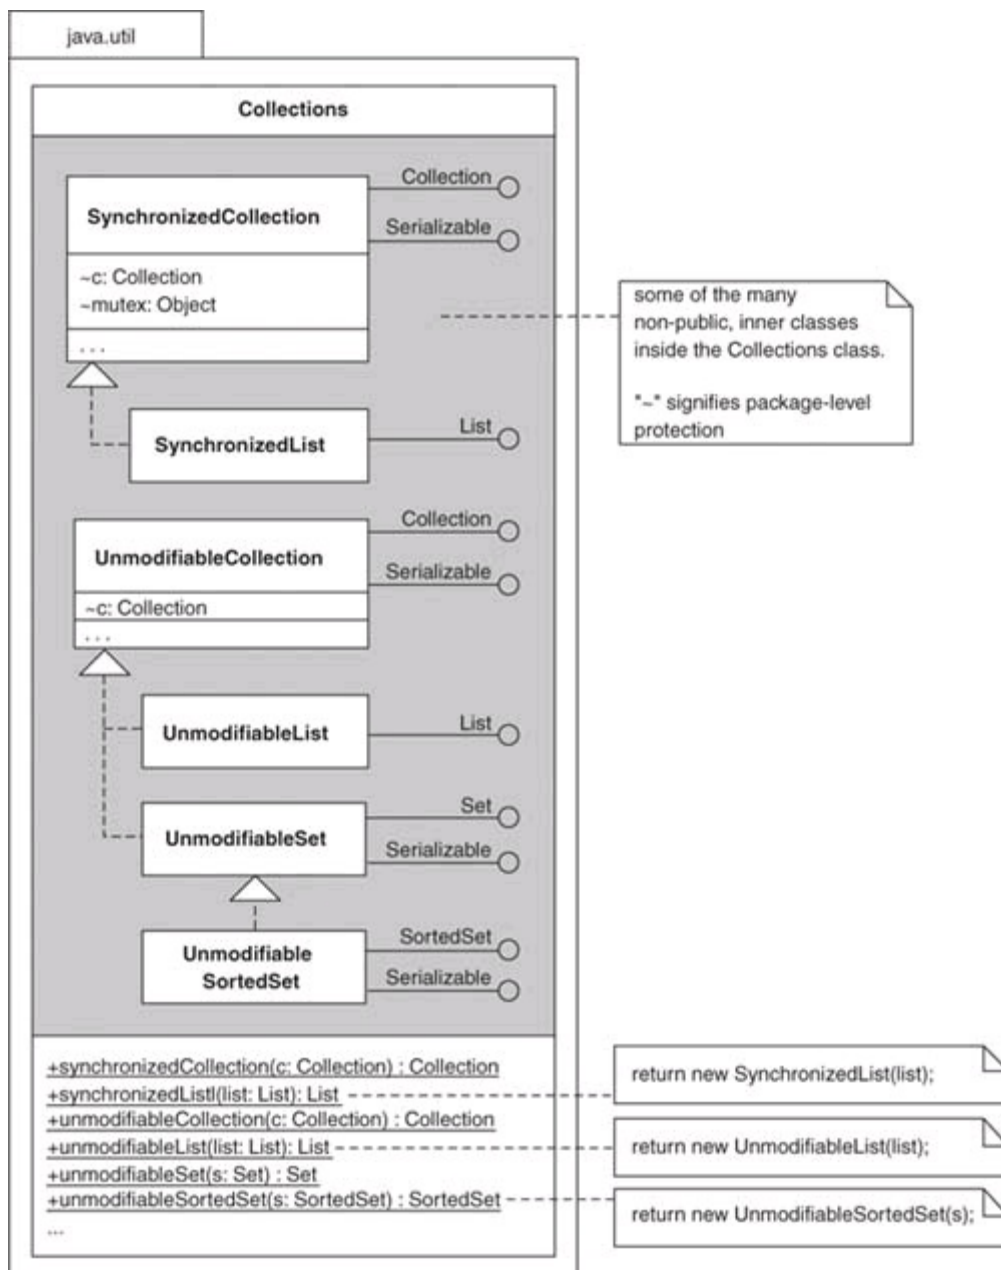 java.util
Collections
SynchronizedCollection
~c: Collection
~mutex: Object
. . .
Collection
Serializable
some of the many
non-public, inner classes
inside the Collections class.
"~" signifies package-level
protection
SynchronizedList
List
UnmodifiableCollection
~c: Collection
. . .
Collection
Serializable
UnmodifiableList
List
UnmodifiableSet
Set
Serializable
Unmodifiable
SortedSet
SortedSet
Serializable
+synchronizedCollection(c: Collection) : Collection
+synchronizedListl(list: List): List
+unmodifiableCollection(c: Collection) : Collection
+unmodifiableList(list: List): List
+unmodifiableSet(s: Set) : Set
+unmodifiableSortedSet(s: SortedSet) : SortedSet
...
return new SynchronizedList(list);
return new UnmodifiableList(list);
return new UnmodifiableSortedSet(s);